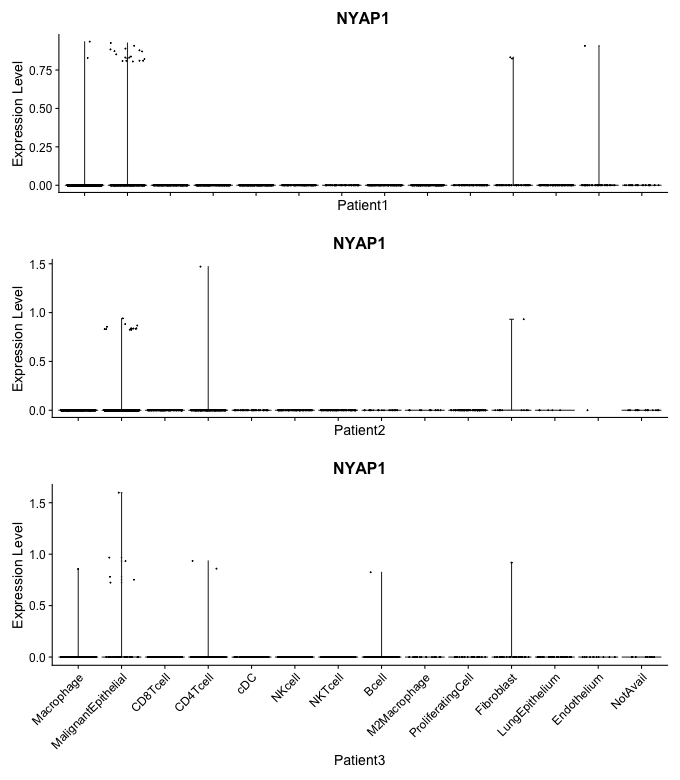 NYAP1
Expression Level
0.75
0.50
0.25
0.00
Patient1
NYAP1
Expression Level
1.5
1.0
0.5
0.0
Patient2
NYAP1
Expression Level
1.5
1.0
0.5
0.0
Macrophage
MalignantEpithelial
CD8Tcell
CD4Tcell
cDC
NKcell
NKTcell
Bcell
M2Macrophage
ProliferatingCell
Fibroblast
LungEpithelium
Endothelium
NotAvail
Patient3